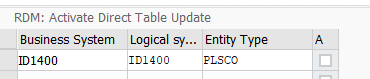 RDM: Activate Direct Table Update
Business System Logical sy... Entity Type A
ID1400 ID1400 PLSCO